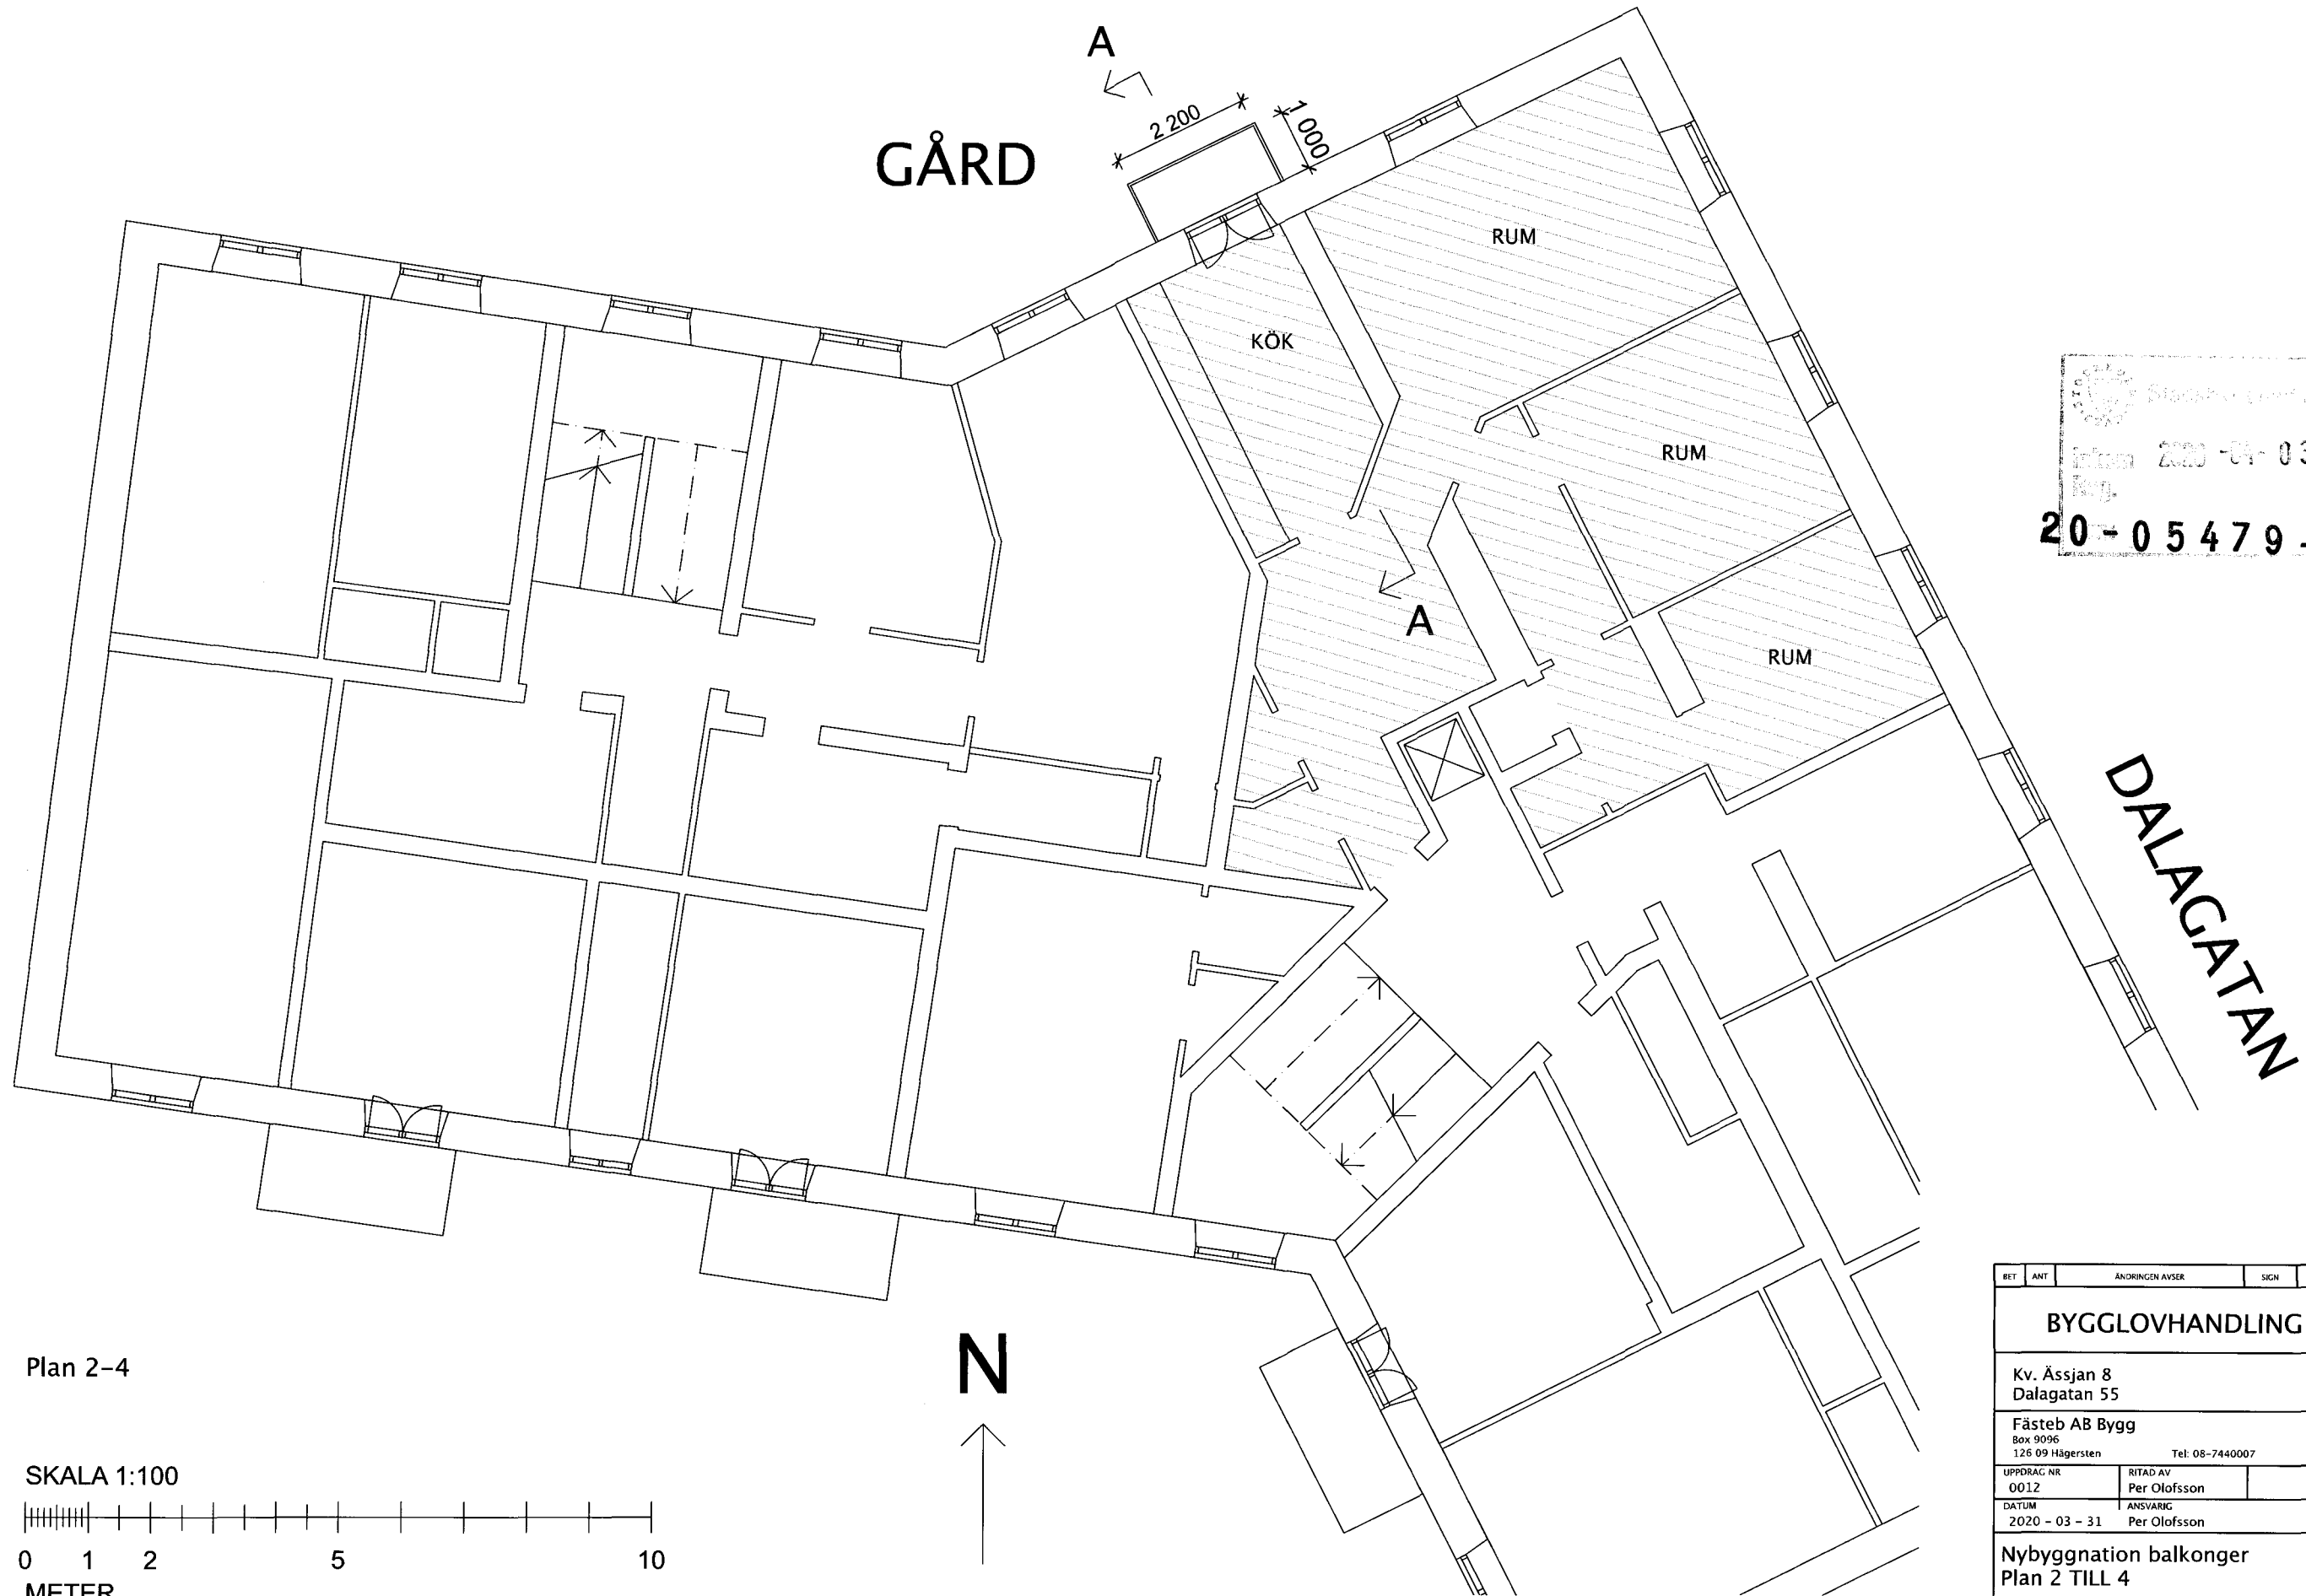 A
2 200
1 000
GÅRD
RUM
KÖK
RUM
A
RUM
2020 -04- 03
20-05479-
DALAGATAN
Plan 2-4
N
SKALA 1:100
0 1 2 5 10
METER
BET ANT ÄNDRINGEN AVSER SIGN
BYGGLOVHANDLING
Kv. Ässjan 8
Dalagatan 55
Fästeb AB Bygg
Box 9096
126 09 Hägersten Tel: 08-7440007
UPPDRAG NR RITAD AV
0012 Per Olofsson
DATUM ANSVARIG
2020 - 03 - 31 Per Olofsson
Nybyggnation balkonger
Plan 2 TILL 4